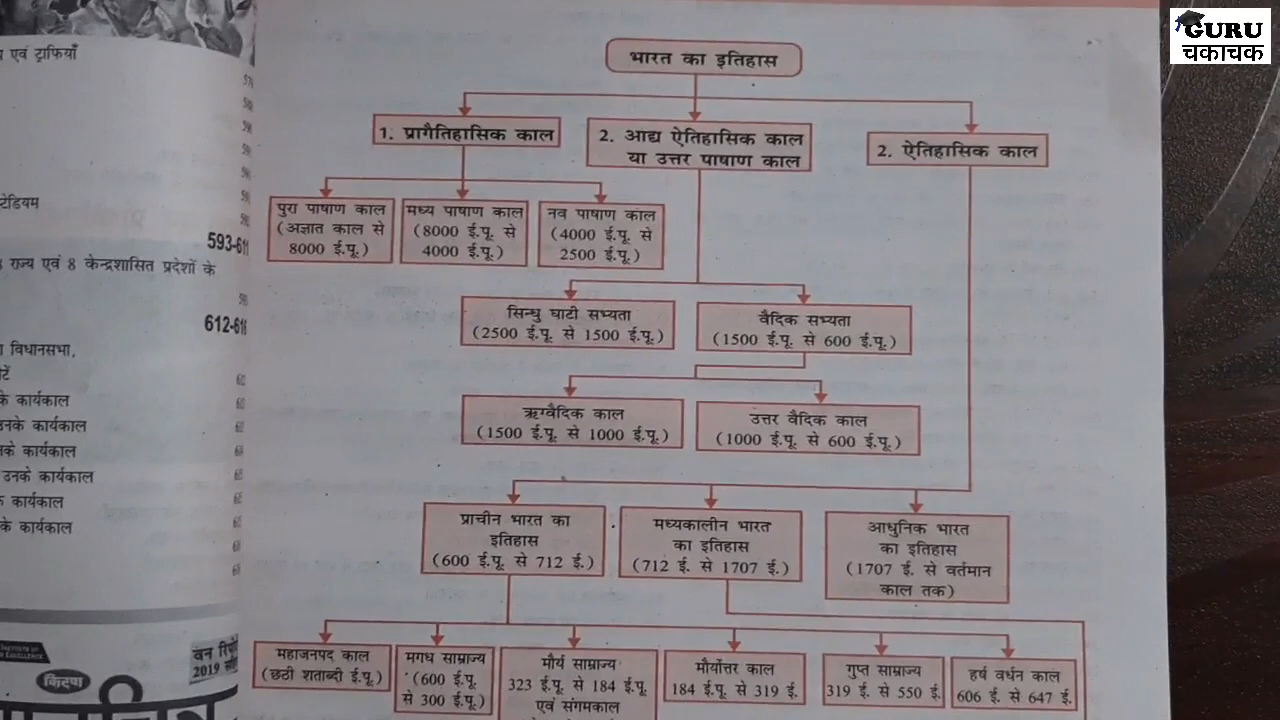 GURU
चकाचक
एवं ट्राफियाँ
टेडियम
593-611
राज्य एवं 8 केन्द्रशासित प्रदेशों के
612-61
विधानसभा,
के कार्यकाल
उनके कार्यकाल
नके कार्यकाल
उनके कार्यकाल
कार्यकाल
के कार्यकाल
वन रिपो
2019
किरण
भारत का इतिहास
1. प्रागैतिहासिक काल
2. आद्य ऐतिहासिक काल
या उत्तर पाषाण काल
2. ऐतिहासिक काल
पुरा पाषाण काल
(अज्ञात काल से
8000 ई.पू.)
मध्य पाषाण काल
(8000 ई.पू. से
4000 ई.पू.)
नव पाषाण काल
(4000 ई.पू. से
2500 ई.पू.)
सिन्धु घाटी सभ्यता
(2500 ई.पू. से 1500 ई.पू.)
वैदिक सभ्यता
(1500 ई.पू. से 600 ई.पू.)
ऋग्वैदिक काल
(1500 ई.पू. से 1000 ई.पू.)
उत्तर वैदिक काल
(1000 ई.पू. से 600 ई.पू.)
प्राचीन भारत का
इतिहास
(600 ई.पू. से 712 ई.)
मध्यकालीन भारत
का इतिहास
(712 ई. से 1707 ई.)
आधुनिक भारत
का इतिहास
(1707 ई. से वर्तमान
काल तक)
महाजनपद काल
(छठी शताब्दी ई.पू.)
मगध साम्राज्य
(600 ई.पू.
से 300 ई.पू.)
मौर्य साम्राज्य
323 ई.पू. से 184 ई.पू.
एवं संगमकाल
मौर्योत्तर काल
184 ई.पू. से 319 ई.
गुप्त साम्राज्य
319 ई. से 550 ई.
हर्ष वर्धन काल
606 ई. से 647 ई.